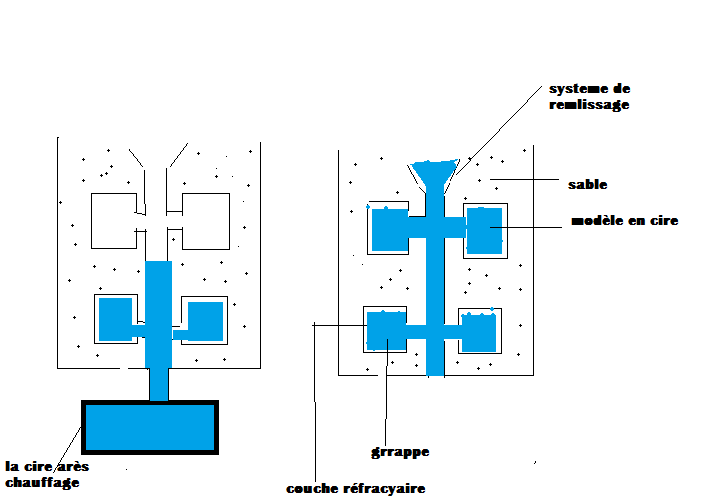 systeme de
remlissage
sable
modèle en cire
grrappe
la cire arès
chauffage
couche réfracyaire